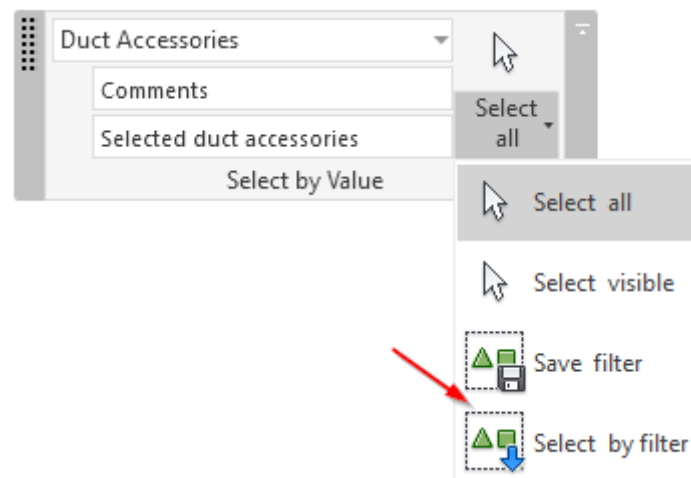 Duct Accessories
Comments
Selected duct accessories
Select by Value
Select
all
Select all
Select visible
Save filter
Select by filter